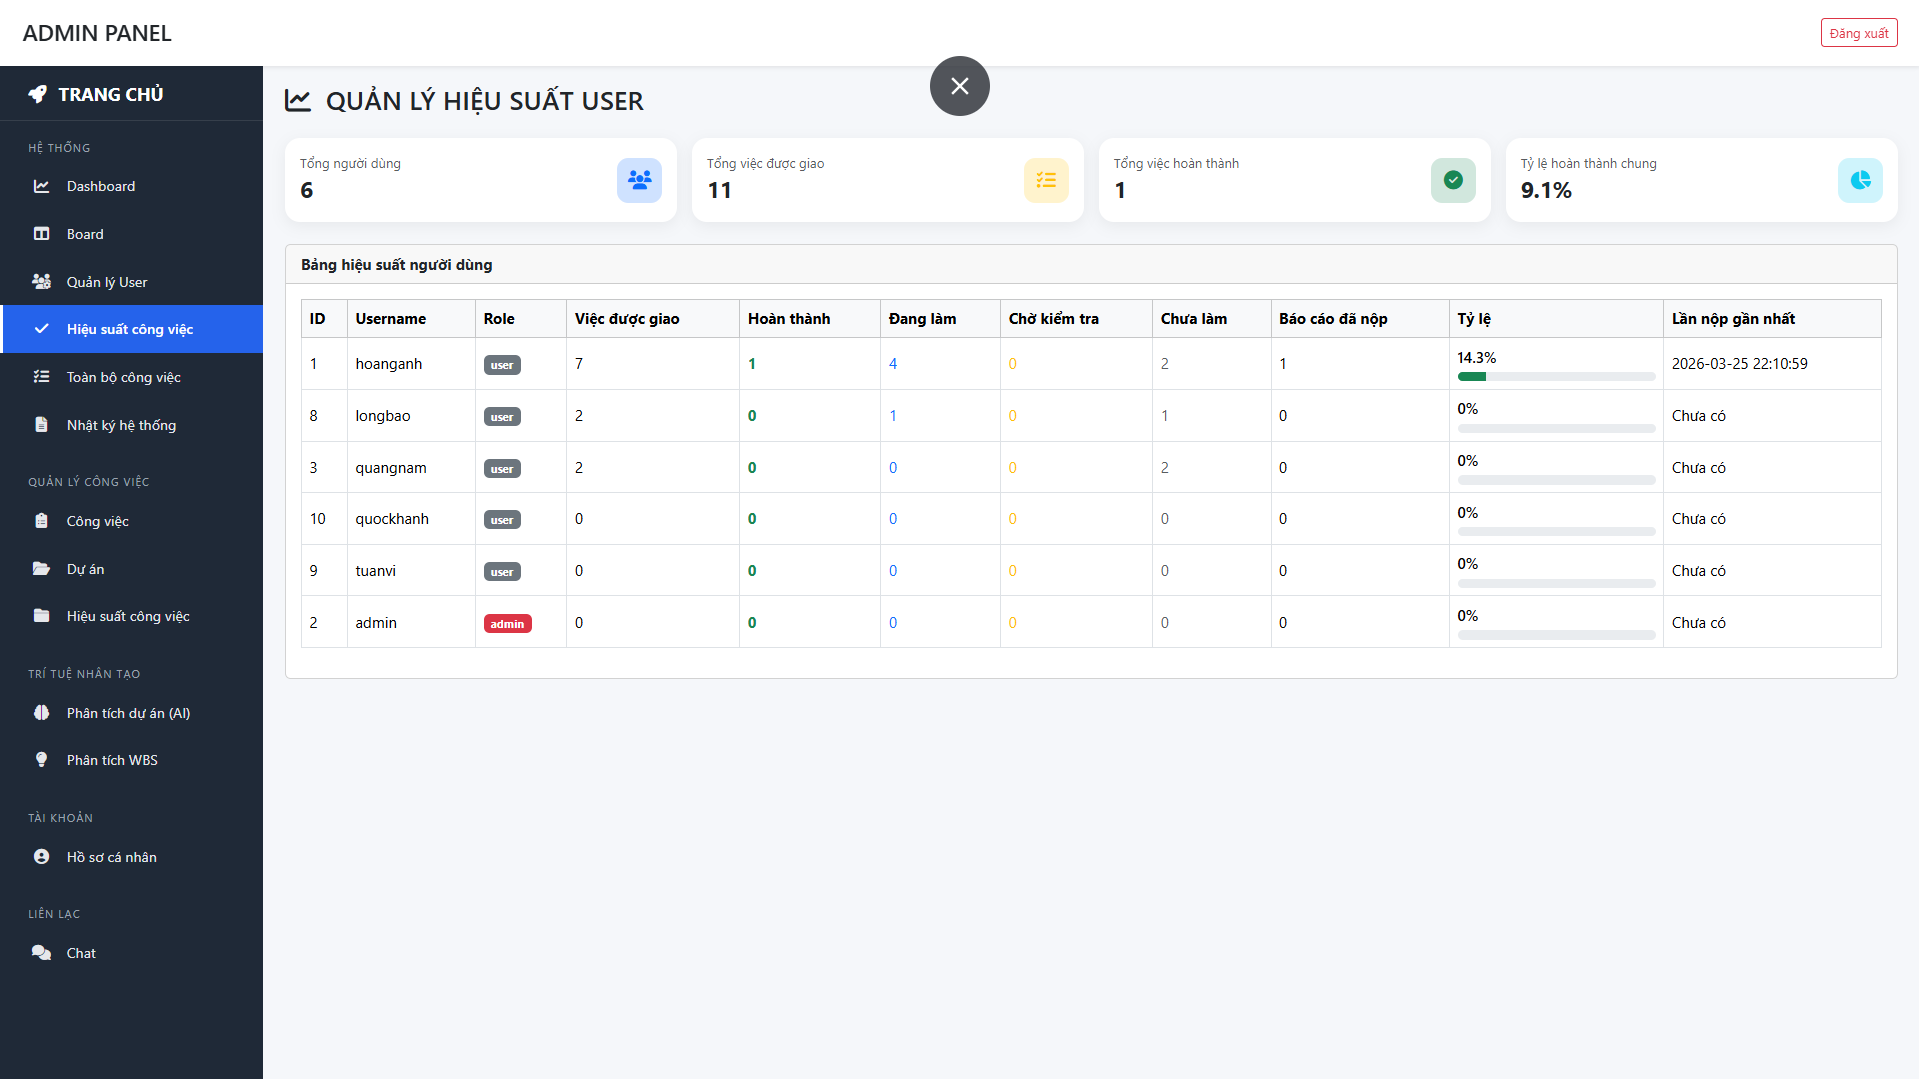 ADMIN PANEL
Đăng xuất
TRANG CHỦ
HỆ THỐNG
Dashboard
Board
Quản lý User
Hiệu suất công việc
Toàn bộ công việc
Nhật ký hệ thống
QUẢN LÝ CÔNG VIỆC
Công việc
Dự án
Hiệu suất công việc
TRÍ TUỆ NHÂN TẠO
Phân tích dự án (AI)
Phân tích WBS
TÀI KHOẢN
Hồ sơ cá nhân
LIÊN LẠC
Chat
QUẢN LÝ HIỆU SUẤT USER
Tổng người dùng
6
Tổng việc được giao
11
Tổng việc hoàn thành
1
Tỷ lệ hoàn thành chung
9.1%
Bảng hiệu suất người dùng
ID Username Role Việc được giao Hoàn thành Đang làm Chờ kiểm tra Chưa làm Báo cáo đã nộp Tỷ lệ Lần nộp gần nhất
1 hoanganh user 7 1 4 0 2 1 14.3% 2026-03-25 22:10:59
8 longbao user 2 0 1 0 1 0 0% Chưa có
3 quangnam user 2 0 0 0 2 0 0% Chưa có
10 quockhanh user 0 0 0 0 0 0 0% Chưa có
9 tuanvi user 0 0 0 0 0 0 0% Chưa có
2 admin admin 0 0 0 0 0 0 0% Chưa có